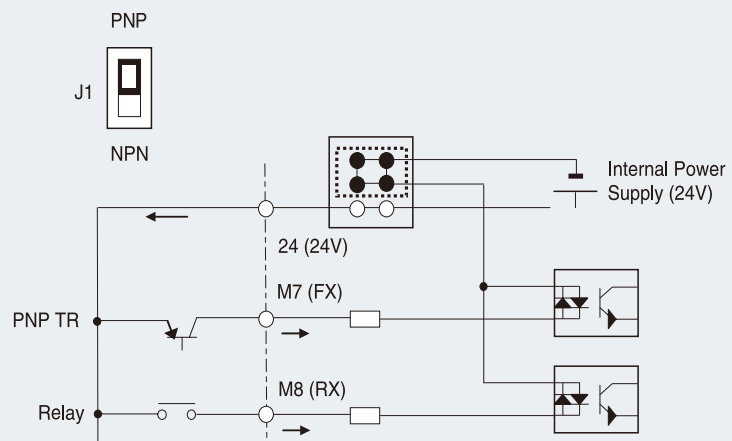 PNP
J1
NPN
Internal Power
Supply (24V)
24 (24V)
M7 (FX)
PNP TR
M8 (RX)
Relay